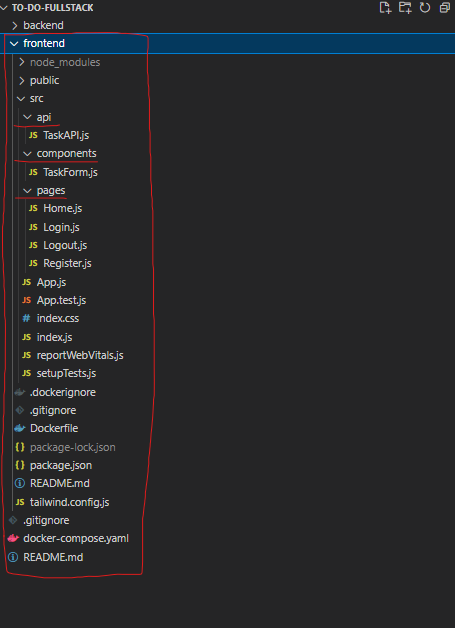 TO-DO-FULLSTACK
backend
frontend
node_modules
public
src
api
JS TaskAPI.js
components
JS TaskForm.js
pages
JS Home.js
JS Login.js
JS Logout.js
JS Register.js
JS App.js
JS App.test.js
# index.css
JS index.js
JS reportWebVitals.js
JS setupTests.js
.dockerignore
.gitignore
Dockerfile
{} package-lock.json
{} package.json
README.md
JS tailwind.config.js
.gitignore
docker-compose.yaml
README.md